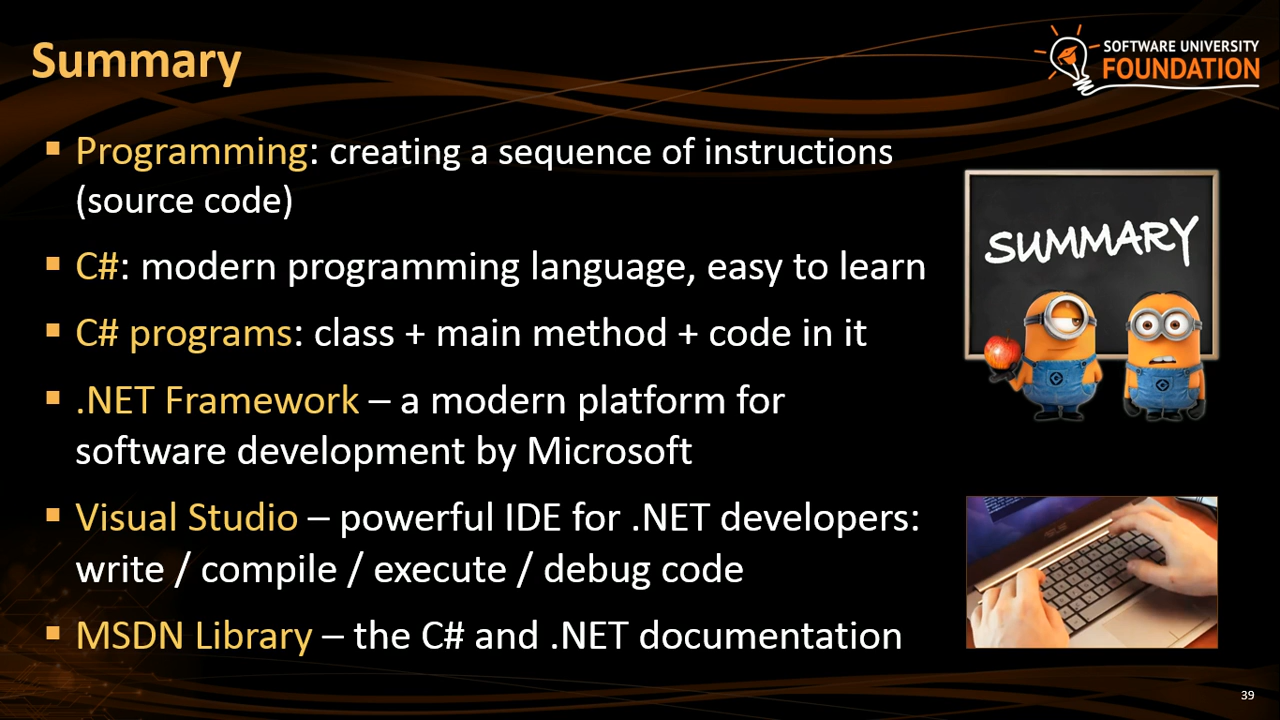 Summary
SOFTWARE UNIVERSITY
FOUNDATION
▪ Programming: creating a sequence of instructions
(source code)
▪ C#: modern programming language, easy to learn
▪ C# programs: class + main method + code in it
▪ .NET Framework – a modern platform for
software development by Microsoft
▪ Visual Studio – powerful IDE for .NET developers:
write / compile / execute / debug code
▪ MSDN Library – the C# and .NET documentation
SUMMARY
39